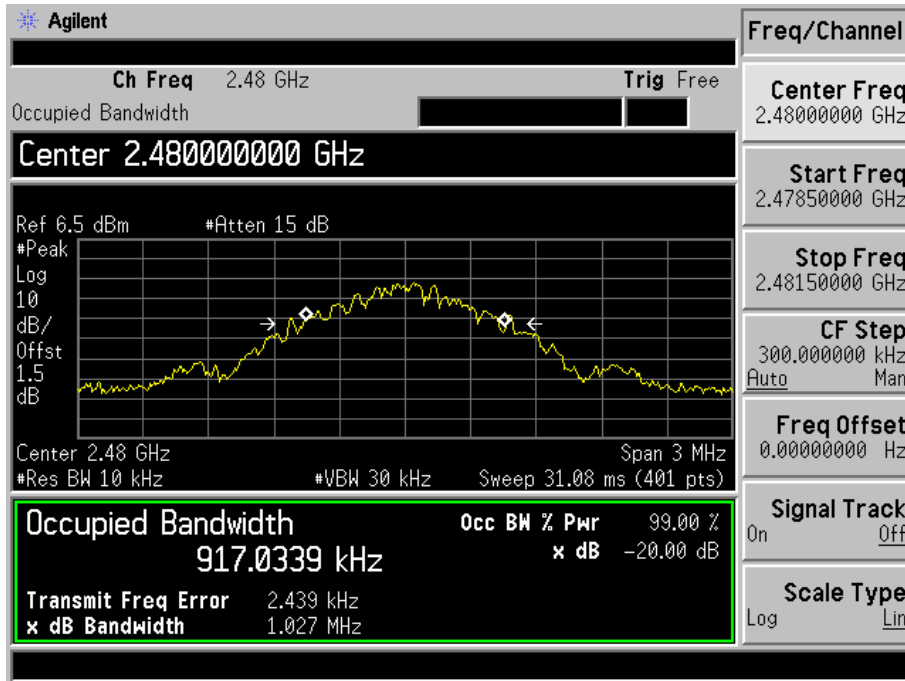 Agilent
Freq/Channel
Ch Freq 2.48 GHz Trig Free
Occupied Bandwidth
Center 2.480000000 GHz
Ref 6.5 dBm #Atten 15 dB
#Peak
Log
10
dB/
Offst
1.5
dB
Center 2.48 GHz Span 3 MHz
#Res BW 10 kHz #VBW 30 kHz Sweep 31.08 ms (401 pts)
Occupied Bandwidth Occ BW % Pwr 99.00 %
917.0339 kHz x dB -20.00 dB
Transmit Freq Error 2.439 kHz
x dB Bandwidth 1.027 MHz
Center Freq
2.48000000 GHz
Start Freq
2.47850000 GHz
Stop Freq
2.48150000 GHz
CF Step
300.000000 kHz
Auto Man
Freq Offset
0.00000000 Hz
Signal Track
On Off
Scale Type
Log Lin